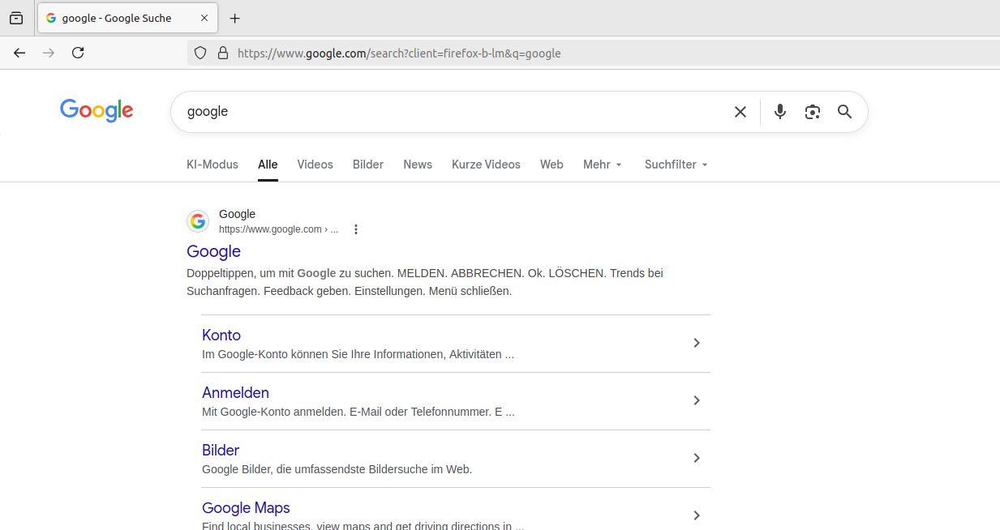 google - Google Suche
https://www.google.com/search?client=firefox-b-lm&q=google
Google
google
KI-Modus Alle Videos Bilder News Kurze Videos Web Mehr Suchfilter
Google
https://www.google.com › ...
Google
Doppeltippen, um mit Google zu suchen. MELDEN. ABBRECHEN. Ok. LÖSCHEN. Trends bei
Suchanfragen. Feedback geben. Einstellungen. Menü schließen.
Konto
Im Google-Konto können Sie Ihre Informationen, Aktivitäten ...
Anmelden
Mit Google-Konto anmelden. E-Mail oder Telefonnummer. E ...
Bilder
Google Bilder, die umfassendste Bildersuche im Web.
Google Maps
Find local businesses, view maps and get driving directions in ...